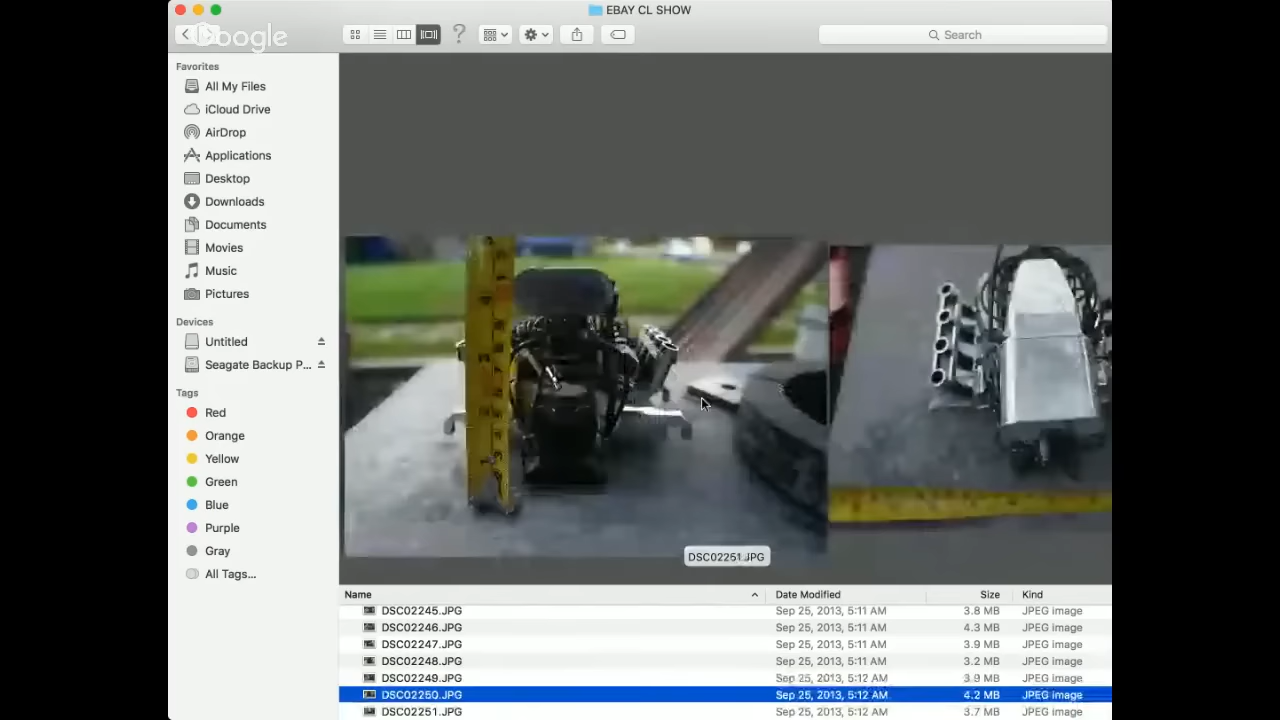 EBAY CL SHOW
Google
Search
Favorites
All My Files
iCloud Drive
AirDrop
Applications
Desktop
Downloads
Documents
Movies
Music
Pictures
Devices
Untitled
Seagate Backup P...
Tags
Red
Orange
Yellow
Green
Blue
Purple
Gray
All Tags...
DSC02251.JPG
Name Date Modified Size Kind
DSC02245.JPG Sep 25, 2013, 5:11 AM 3.8 MB JPEG image
DSC02246.JPG Sep 25, 2013, 5:11 AM 4.3 MB JPEG image
DSC02247.JPG Sep 25, 2013, 5:11 AM 3.9 MB JPEG image
DSC02248.JPG Sep 25, 2013, 5:11 AM 3.2 MB JPEG image
DSC02249.JPG Sep 25, 2013, 5:12 AM 3.9 MB JPEG image
DSC02250.JPG Sep 25, 2013, 5:12 AM 4.2 MB JPEG image
DSC02251.JPG Sep 25, 2013, 5:12 AM 3.7 MB JPEG image